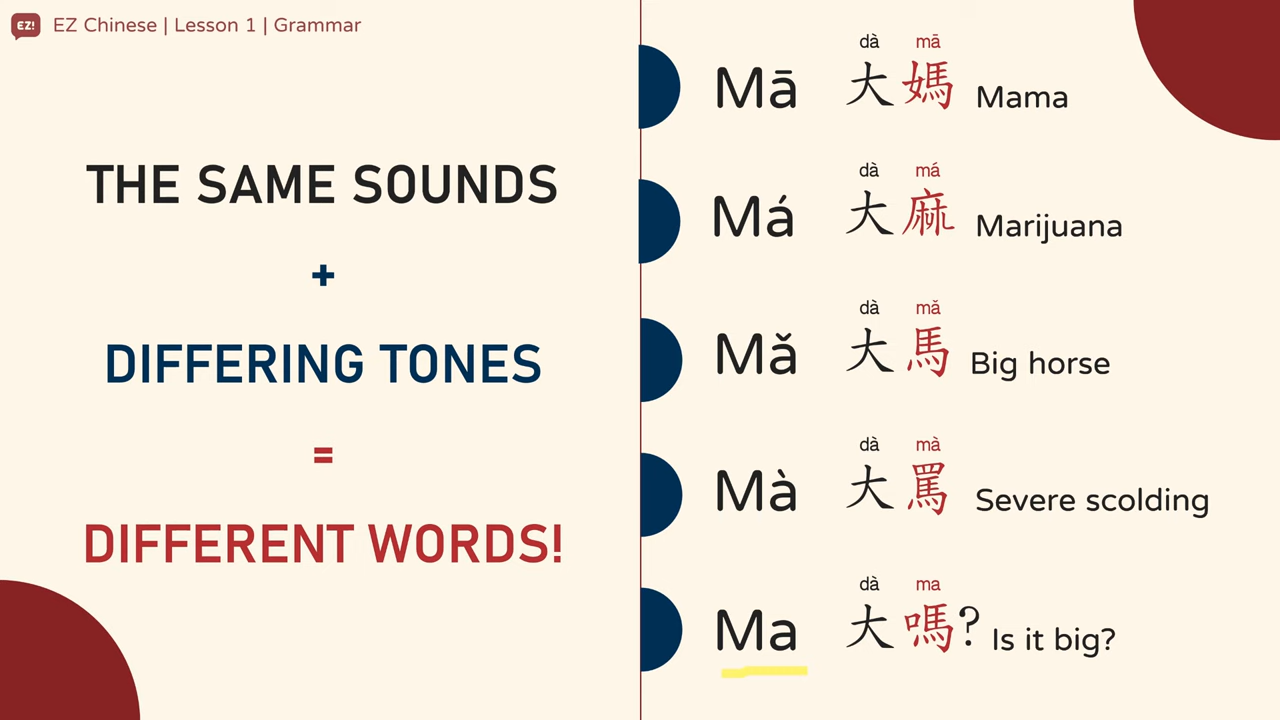 EZ!
EZ Chinese | Lesson 1 | Grammar
THE SAME SOUNDS
+
DIFFERING TONES
=
DIFFERENT WORDS!
dà mā
Mā 大媽 Mama
dà má
Má 大麻 Marijuana
dà mǎ
Mǎ 大馬 Big horse
dà mà
Mà 大罵 Severe scolding
dà ma
Ma 大嗎? Is it big?